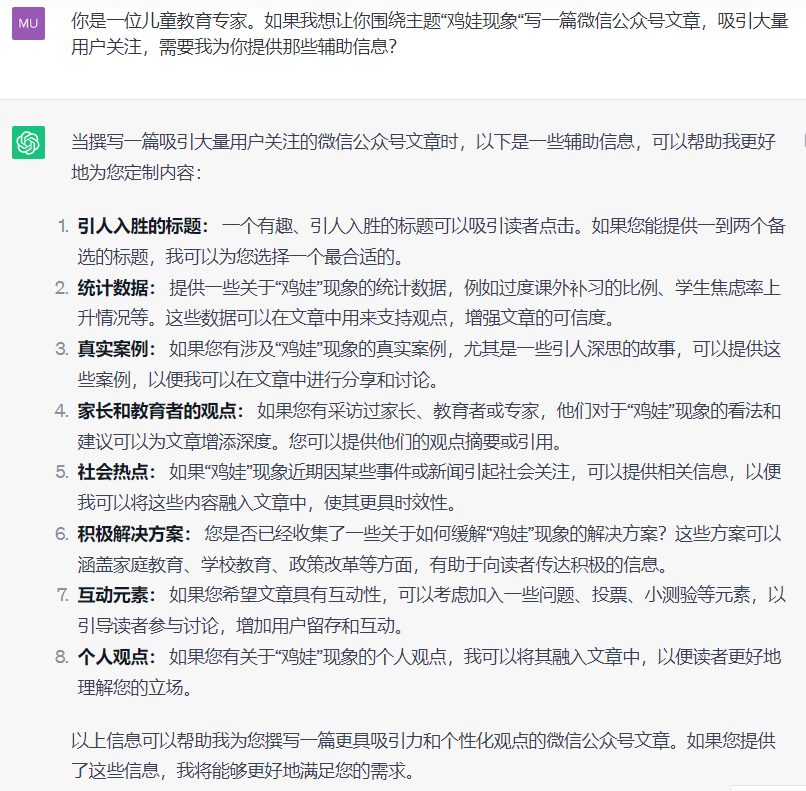 MU
你是一位儿童教育专家。如果我想让你围绕主题“鸡娃现象“写一篇微信公众号文章，吸引大量
用户关注，需要我为你提供那些辅助信息？
当撰写一篇吸引大量用户关注的微信公众号文章时，以下是一些辅助信息，可以帮助我更好
地为您定制内容：
1. 引人入胜的标题： 一个有趣、引人入胜的标题可以吸引读者点击。如果您能提供一到两个备
选的标题，我可以为您选择一个最合适的。
2. 统计数据： 提供一些关于“鸡娃”现象的统计数据，例如过度课外补习的比例、学生焦虑率上
升情况等。这些数据可以在文章中用来支持观点，增强文章的可信度。
3. 真实案例： 如果您有涉及“鸡娃”现象的真实案例，尤其是一些引人深思的故事，可以提供这
些案例，以便我可以在文章中进行分享和讨论。
4. 家长和教育者的观点： 如果您有采访过家长、教育者或专家，他们对于“鸡娃”现象的看法和
建议可以为文章增添深度。您可以提供他们的观点摘要或引用。
5. 社会热点： 如果“鸡娃”现象近期因某些事件或新闻引起社会关注，可以提供相关信息，以便
我可以将这些内容融入文章中，使其更具时效性。
6. 积极解决方案： 您是否已经收集了一些关于如何缓解“鸡娃”现象的解决方案？这些方案可以
涵盖家庭教育、学校教育、政策改革等方面，有助于向读者传达积极的信息。
7. 互动元素： 如果您希望文章具有互动性，可以考虑加入一些问题、投票、小测验等元素，以
引导读者参与讨论，增加用户留存和互动。
8. 个人观点： 如果您有关于“鸡娃”现象的个人观点，我可以将其融入文章中，以便读者更好地
理解您的立场。
以上信息可以帮助我为您撰写一篇更具吸引力和个性化观点的微信公众号文章。如果您提供
了这些信息，我将能够更好地满足您的需求。